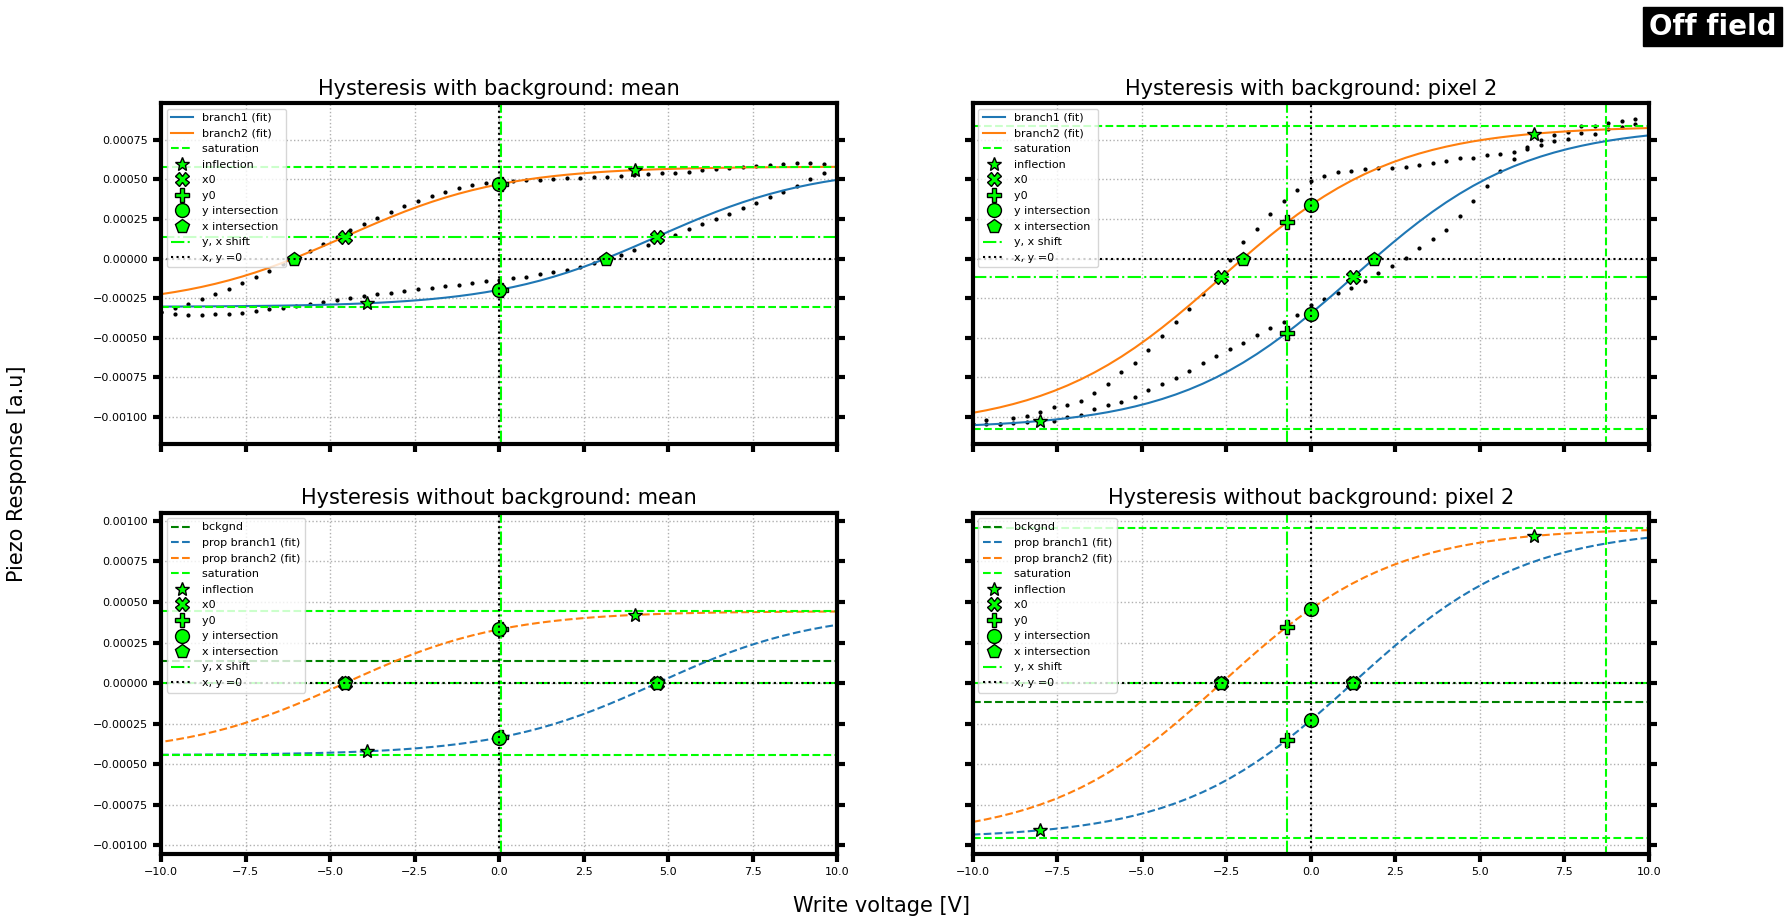 Off field
Hysteresis with background: mean
branch1 (fit)
branch2 (fit)
saturation
inflection
x0
y0
y intersection
x intersection
y, x shift
x, y =0
0.00075
0.00050
0.00025
0.00000
−0.00025
−0.00050
−0.00075
−0.00100
Hysteresis with background: pixel 2
branch1 (fit)
branch2 (fit)
saturation
inflection
x0
y0
y intersection
x intersection
y, x shift
x, y =0
Piezo Response [a.u]
Hysteresis without background: mean
bckgnd
prop branch1 (fit)
prop branch2 (fit)
saturation
inflection
x0
y0
y intersection
x intersection
y, x shift
x, y =0
0.00100
0.00075
0.00050
0.00025
0.00000
−0.00025
−0.00050
−0.00075
−0.00100
−10.0 −7.5 −5.0 −2.5 0.0 2.5 5.0 7.5 10.0
Hysteresis without background: pixel 2
bckgnd
prop branch1 (fit)
prop branch2 (fit)
saturation
inflection
x0
y0
y intersection
x intersection
y, x shift
x, y =0
−10.0 −7.5 −5.0 −2.5 0.0 2.5 5.0 7.5 10.0
Write voltage [V]